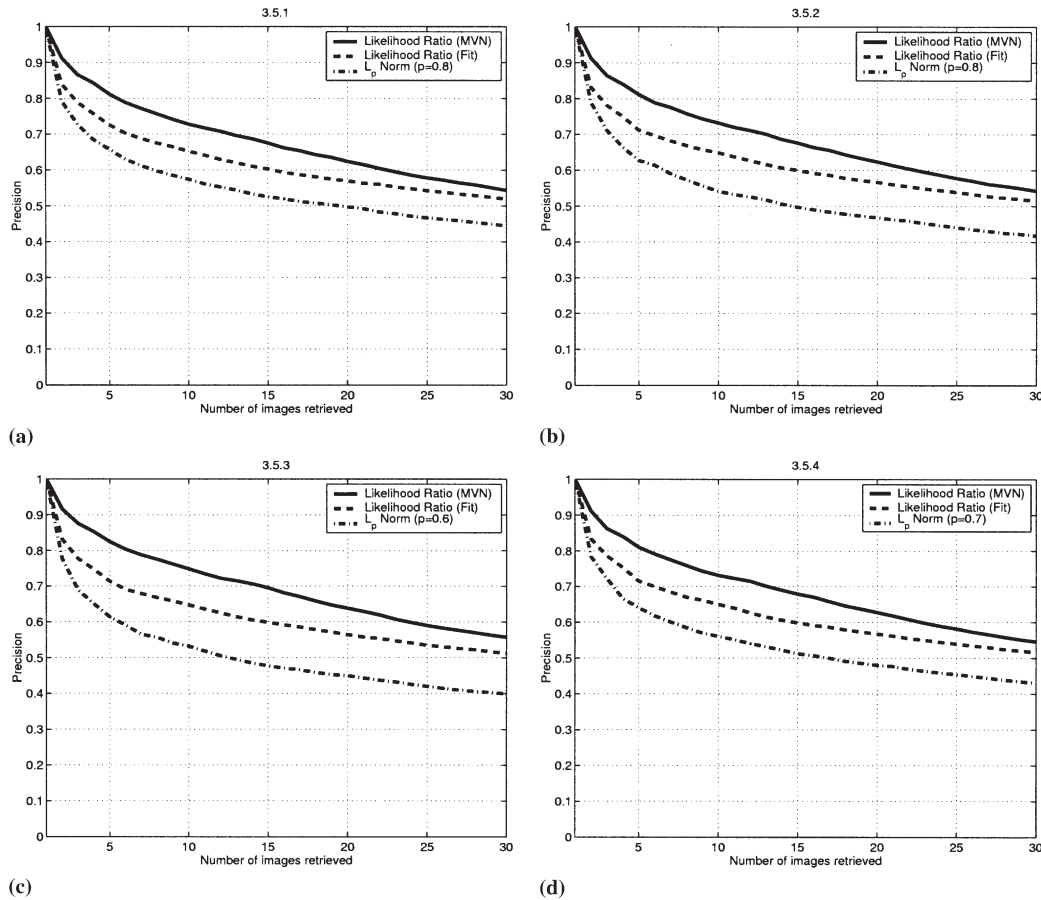 3.5.1
Likelihood Ratio (MVN)
Likelihood Ratio (Fit)
Lp Norm (p=0.8)
Precision
1
0.9
0.8
0.7
0.6
0.5
0.4
0.3
0.2
0.1
0
5 10 15 20 25 30
Number of images retrieved
(a)
3.5.2
Likelihood Ratio (MVN)
Likelihood Ratio (Fit)
Lp Norm (p=0.8)
Precision
1
0.9
0.8
0.7
0.6
0.5
0.4
0.3
0.2
0.1
0
5 10 15 20 25 30
Number of images retrieved
(b)
3.5.3
Likelihood Ratio (MVN)
Likelihood Ratio (Fit)
Lp Norm (p=0.6)
Precision
1
0.9
0.8
0.7
0.6
0.5
0.4
0.3
0.2
0.1
0
5 10 15 20 25 30
Number of images retrieved
(c)
3.5.4
Likelihood Ratio (MVN)
Likelihood Ratio (Fit)
Lp Norm (p=0.7)
Precision
1
0.9
0.8
0.7
0.6
0.5
0.4
0.3
0.2
0.1
0
5 10 15 20 25 30
Number of images retrieved
(d)